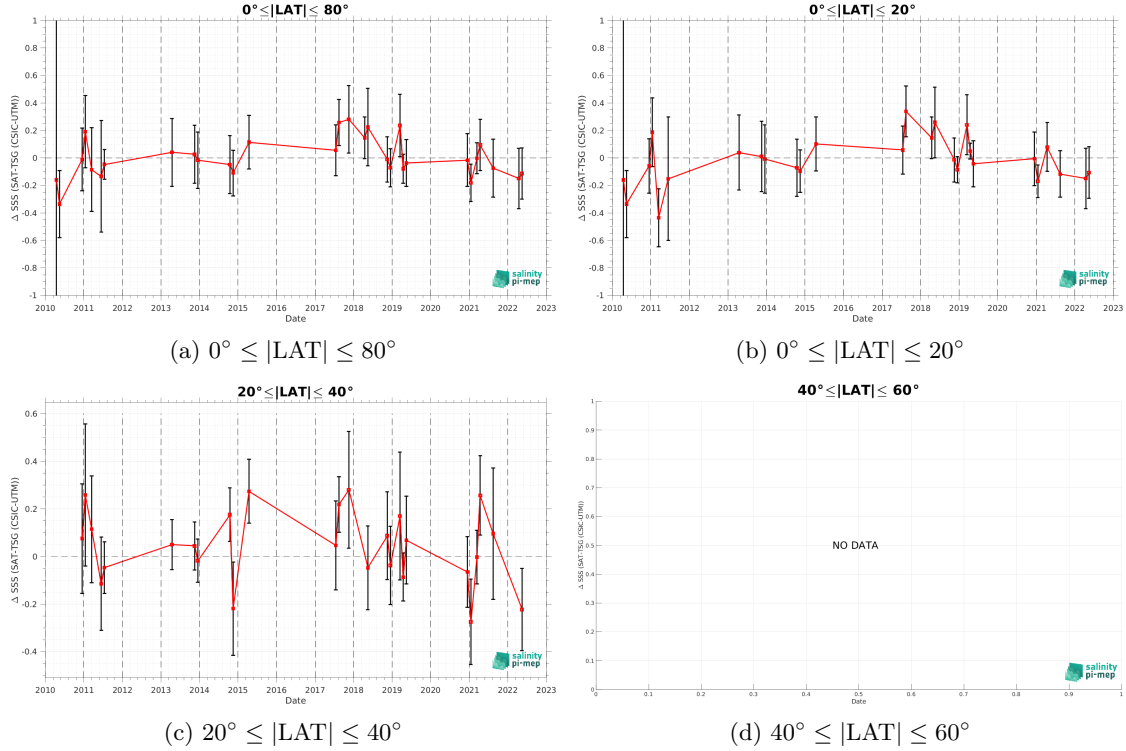 0°≤|LAT|≤ 80°
Δ SSS (SAT-TSG (CSIC-UTM))
1
0.8
0.6
0.4
0.2
0
-0.2
-0.4
-0.6
-0.8
-1
2010 2011 2012 2013 2014 2015 2016 2017 2018 2019 2020 2021 2022 2023
Date
salinity
pi-mep
(a) 0° ≤ |LAT| ≤ 80°
0°≤|LAT|≤ 20°
Δ SSS (SAT-TSG (CSIC-UTM))
1
0.8
0.6
0.4
0.2
0
-0.2
-0.4
-0.6
-0.8
-1
2010 2011 2012 2013 2014 2015 2016 2017 2018 2019 2020 2021 2022 2023
Date
salinity
pi-mep
(b) 0° ≤ |LAT| ≤ 20°
20°≤|LAT|≤ 40°
Δ SSS (SAT-TSG (CSIC-UTM))
0.6
0.4
0.2
0
-0.2
-0.4
2010 2011 2012 2013 2014 2015 2016 2017 2018 2019 2020 2021 2022 2023
Date
salinity
pi-mep
(c) 20° ≤ |LAT| ≤ 40°
40°≤|LAT|≤ 60°
Δ SSS (SAT-TSG (CSIC-UTM))
1
0.9
0.8
0.7
0.6
0.5
0.4
0.3
0.2
0.1
0
NO DATA
0 0.1 0.2 0.3 0.4 0.5 0.6 0.7 0.8 0.9 1
Date
salinity
pi-mep
(d) 40° ≤ |LAT| ≤ 60°